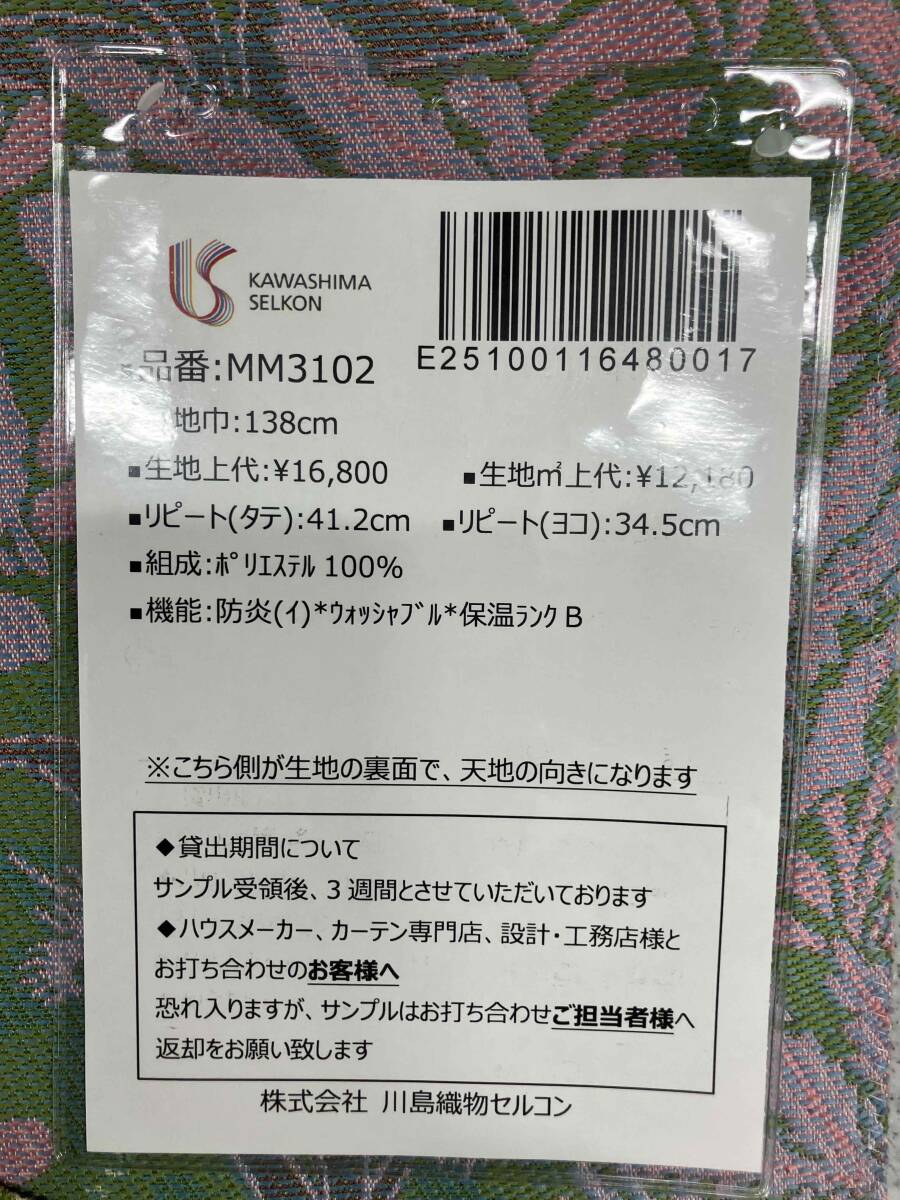 KAWASHIMA
SELKON
E25100116480017
品番:MM3102
地巾:138cm
■生地上代:¥16,800 ■生地㎡上代:¥12,180
■リピート(タテ):41.2cm ■リピート(ヨコ):34.5cm
■組成:ﾎﾟﾘｴｽﾃﾙ 100%
■機能:防炎(イ)*ｳｫｯｼｬﾌﾞﾙ*保温ﾗﾝｸ B
※こちら側が生地の裏面で、天地の向きになります
◆貸出期間について
サンプル受領後、3 週間とさせていただいております
◆ハウスメーカー、カーテン専門店、設計・工務店様と
お打ち合わせのお客様へ
恐れ入りますが、サンプルはお打ち合わせご担当者様へ
返却をお願い致します
株式会社 川島織物セルコン